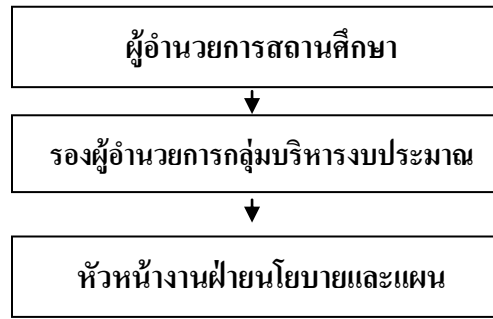 ผู้อำนวยการสถานศึกษา
รองผู้อำนวยการกลุ่มบริหารงบประมาณ
หัวหน้างานฝ่ายนโยบายและแผน